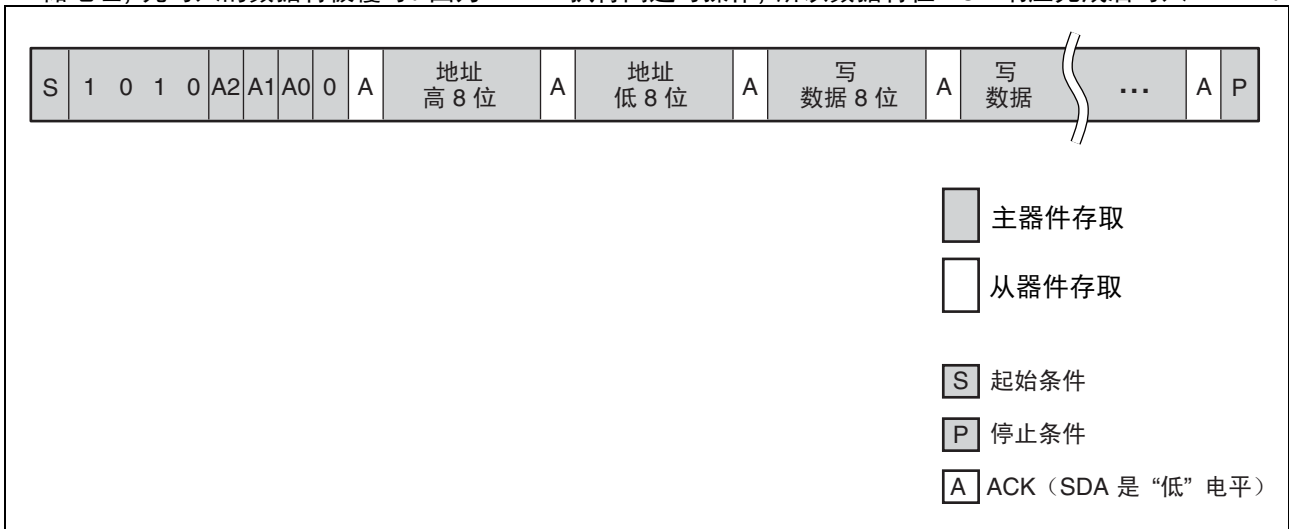 S 1 0 1 0 A2 A1 A0 0 A 地址 A 地址 A 写 A 写 ... A P
高 8 位 低 8 位 数据 8 位 数据
主器件存取
从器件存取
S 起始条件
P 停止条件
A ACK（SDA 是 “低” 电平）